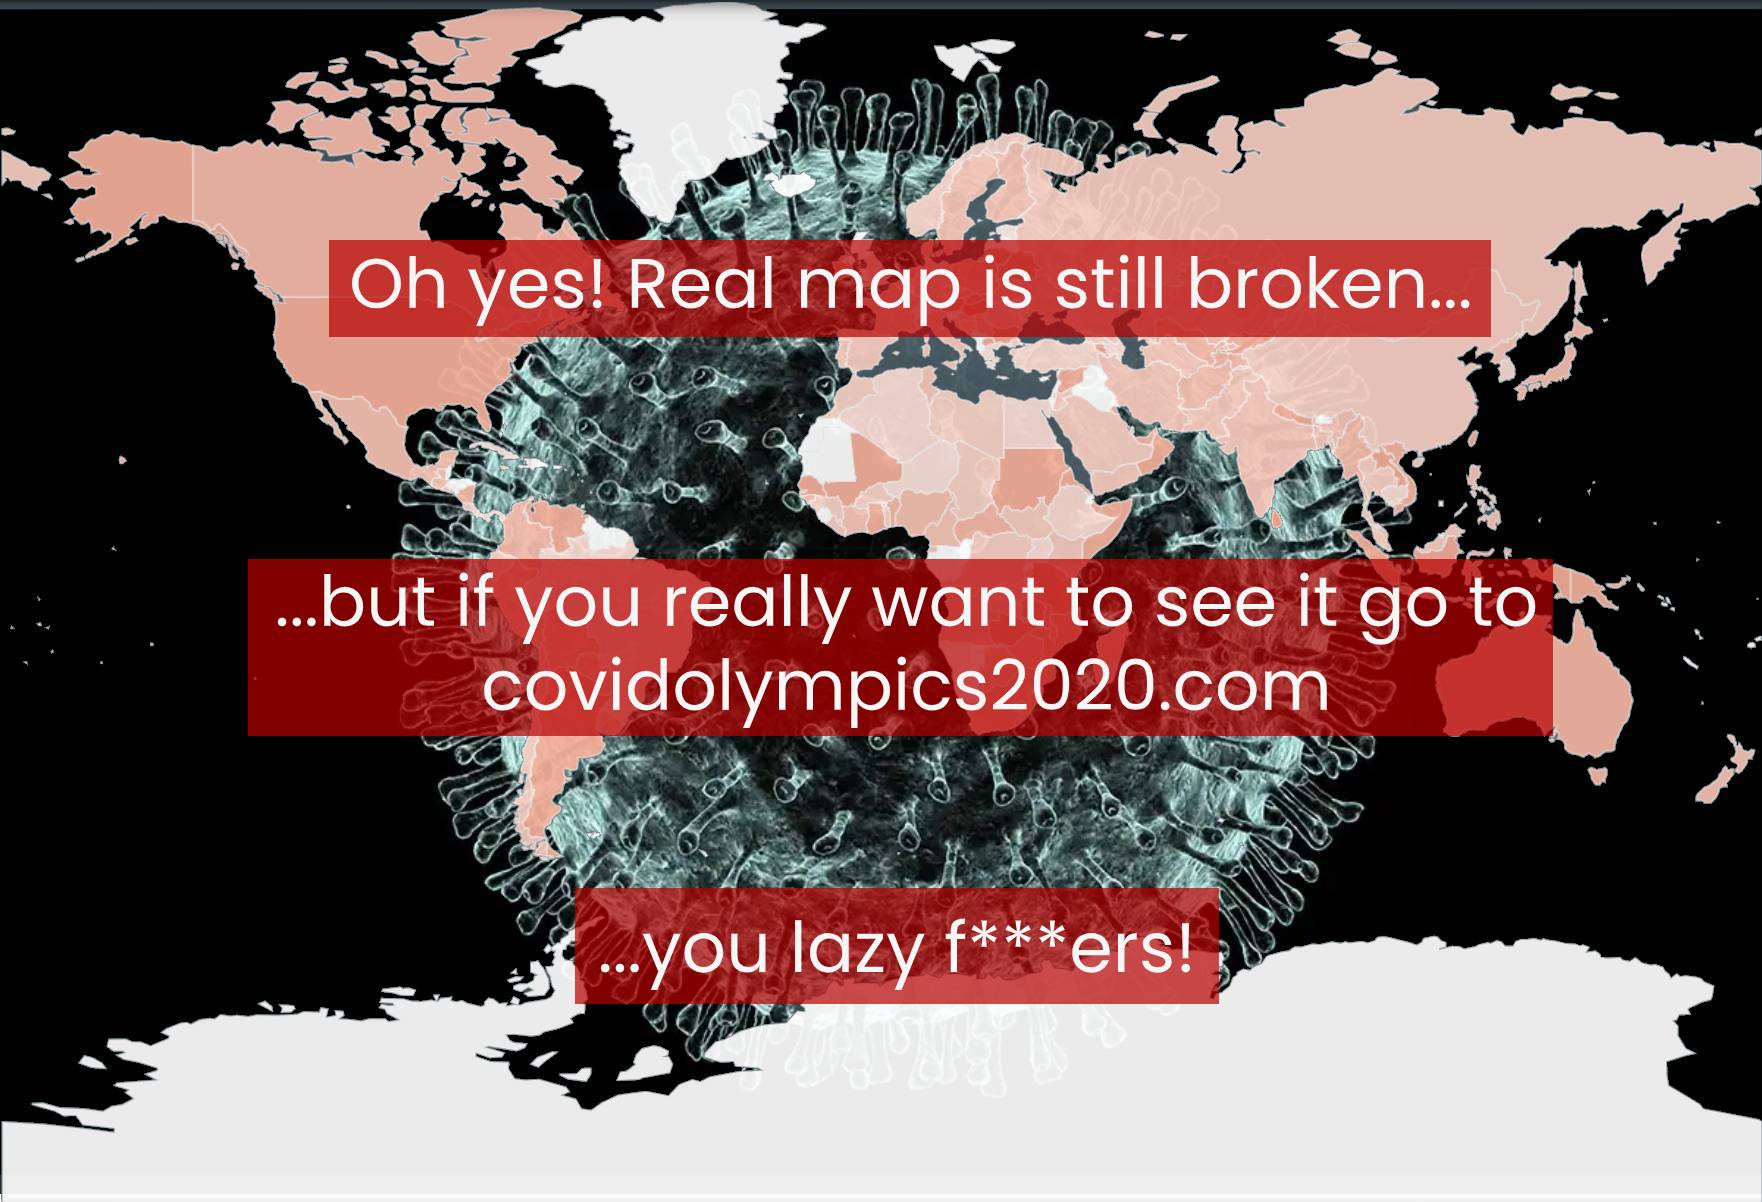 Oh yes! Real map is still broken...
...but if you really want to see it go to
covidolympics2020.com
...you lazy f***ers!